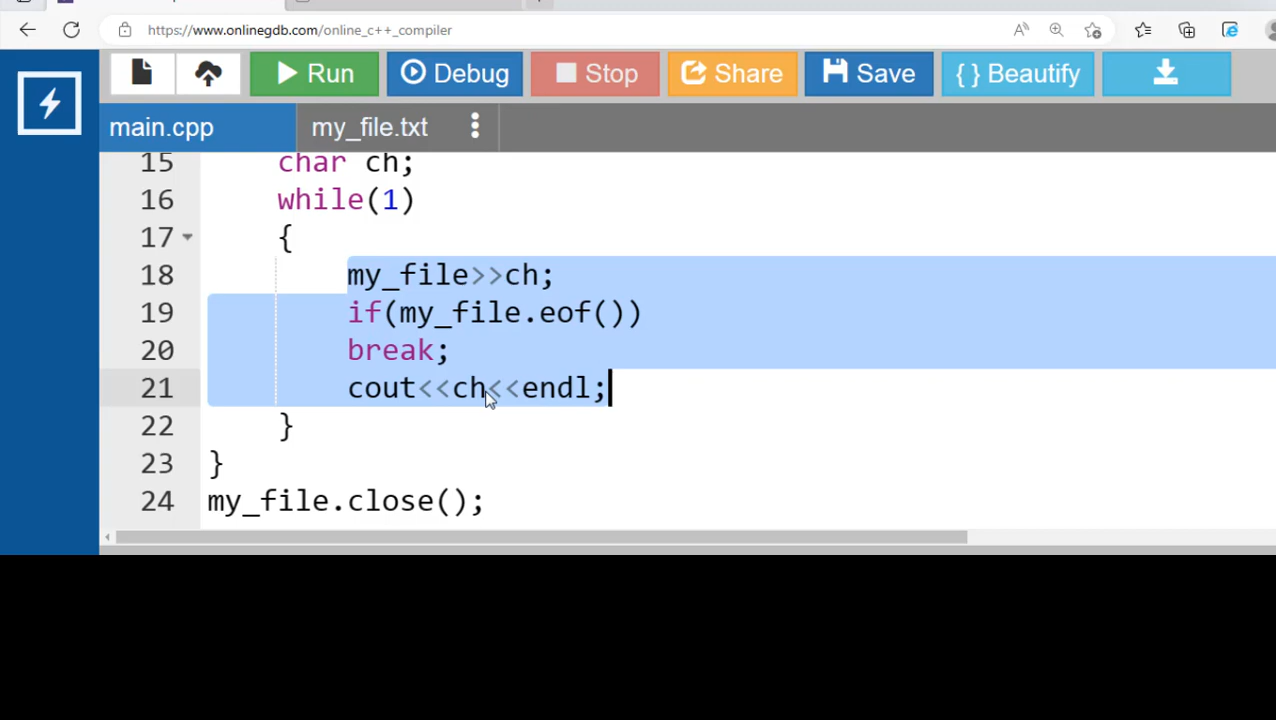 https://www.onlinegdb.com/online_c++_compiler
Run Debug Stop Share Save { } Beautify
main.cpp my_file.txt
15 char ch;
16 while(1)
17 {
18 my_file>>ch;
19 if(my_file.eof())
20 break;
21 cout<<ch<<endl;
22 }
23 }
24 my_file.close();